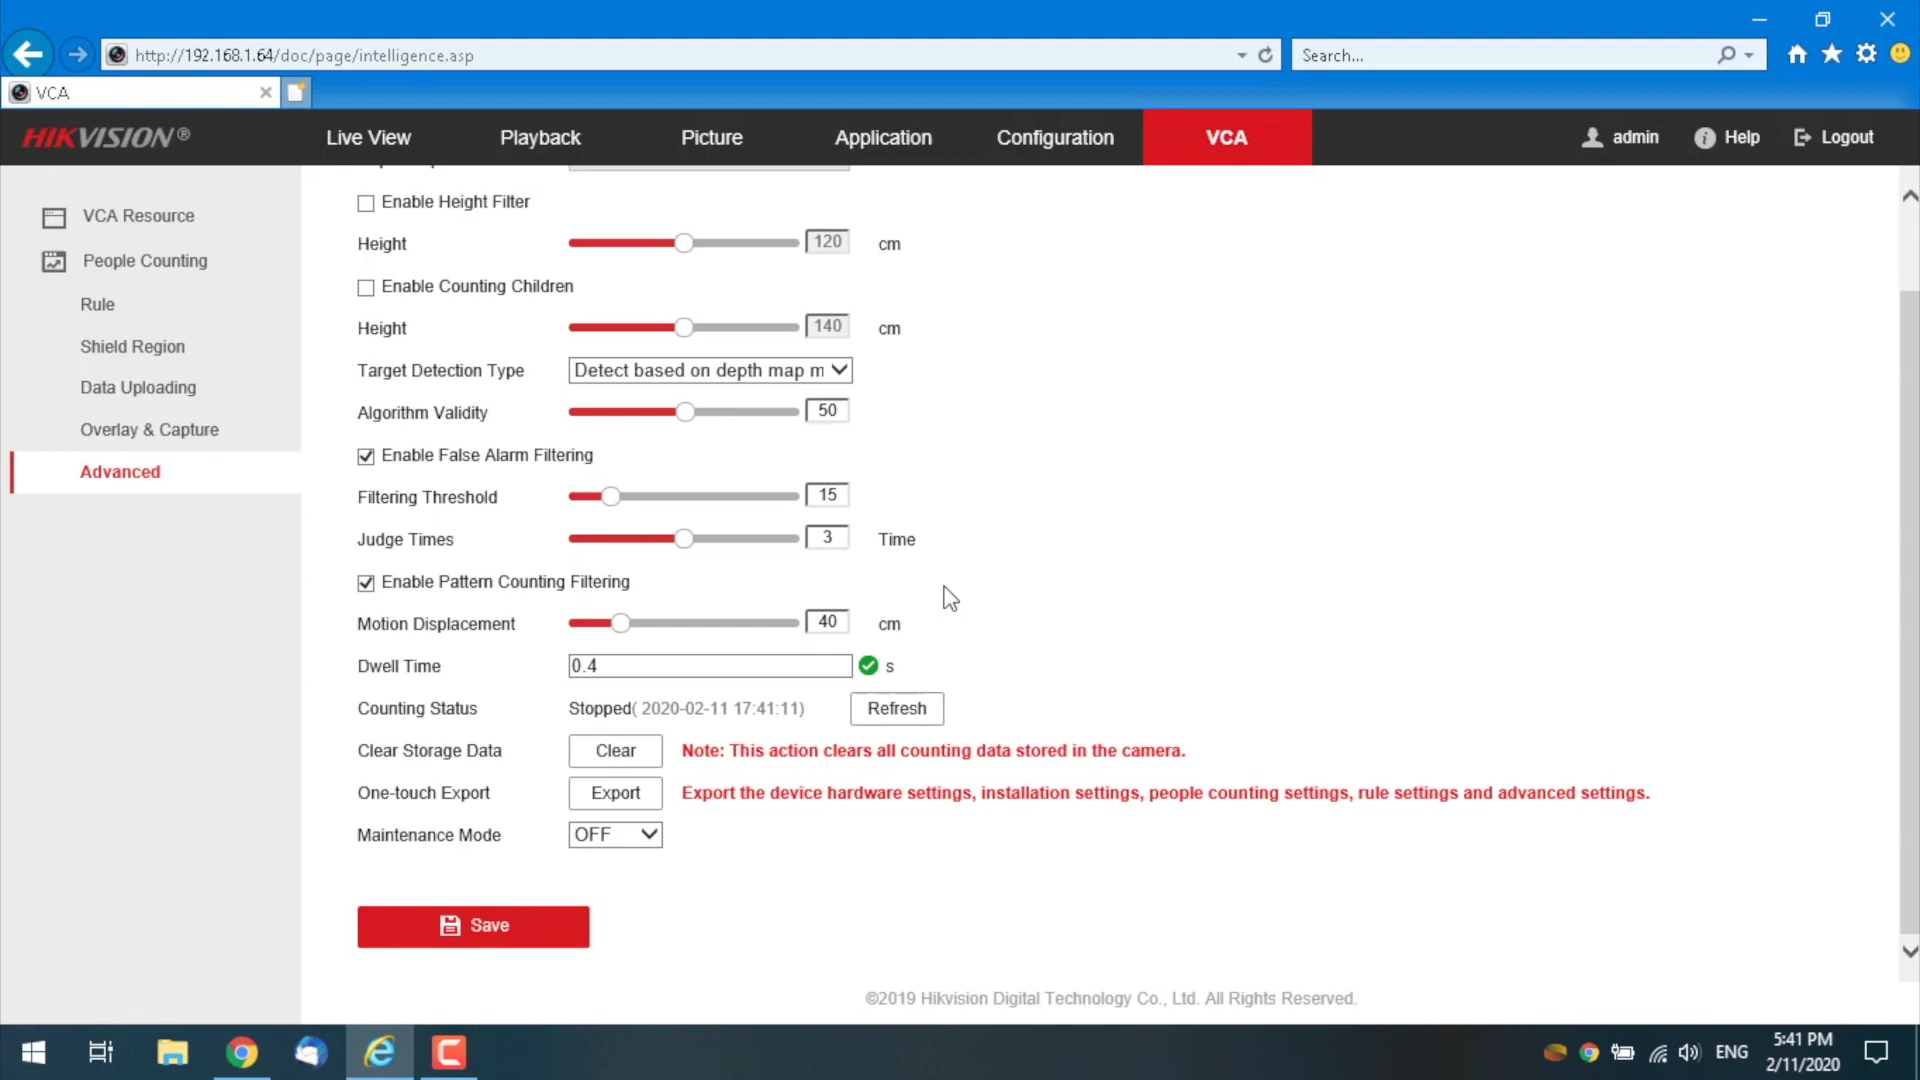 http://192.168.1.64/doc/page/intelligence.asp
Search...
VCA
HIKVISION®
Live View
Playback
Picture
Application
Configuration
VCA
admin
Help
Logout
VCA Resource
People Counting
Rule
Shield Region
Data Uploading
Overlay & Capture
Advanced
Enable Height Filter
Height 120 cm
Enable Counting Children
Height 140 cm
Target Detection Type Detect based on depth map m
Algorithm Validity 50
Enable False Alarm Filtering
Filtering Threshold 15
Judge Times 3 Time
Enable Pattern Counting Filtering
Motion Displacement 40 cm
Dwell Time 0.4 s
Counting Status Stopped( 2020-02-11 17:41:11) Refresh
Clear Storage Data Clear Note: This action clears all counting data stored in the camera.
One-touch Export Export Export the device hardware settings, installation settings, people counting settings, rule settings and advanced settings.
Maintenance Mode OFF
Save
©2019 Hikvision Digital Technology Co., Ltd. All Rights Reserved.
ENG
5:41 PM
2/11/2020